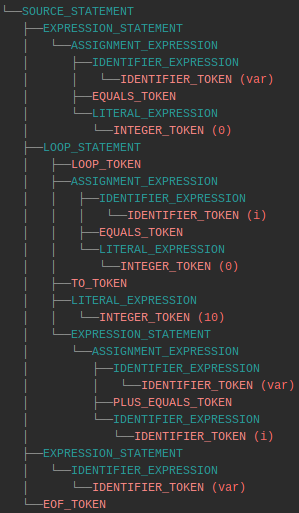 └──SOURCE_STATEMENT
    ├──EXPRESSION_STATEMENT
    │   └──ASSIGNMENT_EXPRESSION
    │       ├──IDENTIFIER_EXPRESSION
    │       │   └──IDENTIFIER_TOKEN (var)
    │       ├──EQUALS_TOKEN
    │       └──LITERAL_EXPRESSION
    │           └──INTEGER_TOKEN (0)
    ├──LOOP_STATEMENT
    │   ├──LOOP_TOKEN
    │   ├──ASSIGNMENT_EXPRESSION
    │   │   ├──IDENTIFIER_EXPRESSION
    │   │   │   └──IDENTIFIER_TOKEN (i)
    │   │   ├──EQUALS_TOKEN
    │   │   └──LITERAL_EXPRESSION
    │   │       └──INTEGER_TOKEN (0)
    │   ├──TO_TOKEN
    │   ├──LITERAL_EXPRESSION
    │   │   └──INTEGER_TOKEN (10)
    │   └──EXPRESSION_STATEMENT
    │       └──ASSIGNMENT_EXPRESSION
    │           ├──IDENTIFIER_EXPRESSION
    │           │   └──IDENTIFIER_TOKEN (var)
    │           ├──PLUS_EQUALS_TOKEN
    │           └──IDENTIFIER_EXPRESSION
    │               └──IDENTIFIER_TOKEN (i)
    ├──EXPRESSION_STATEMENT
    │   └──IDENTIFIER_EXPRESSION
    │       └──IDENTIFIER_TOKEN (var)
    └──EOF_TOKEN